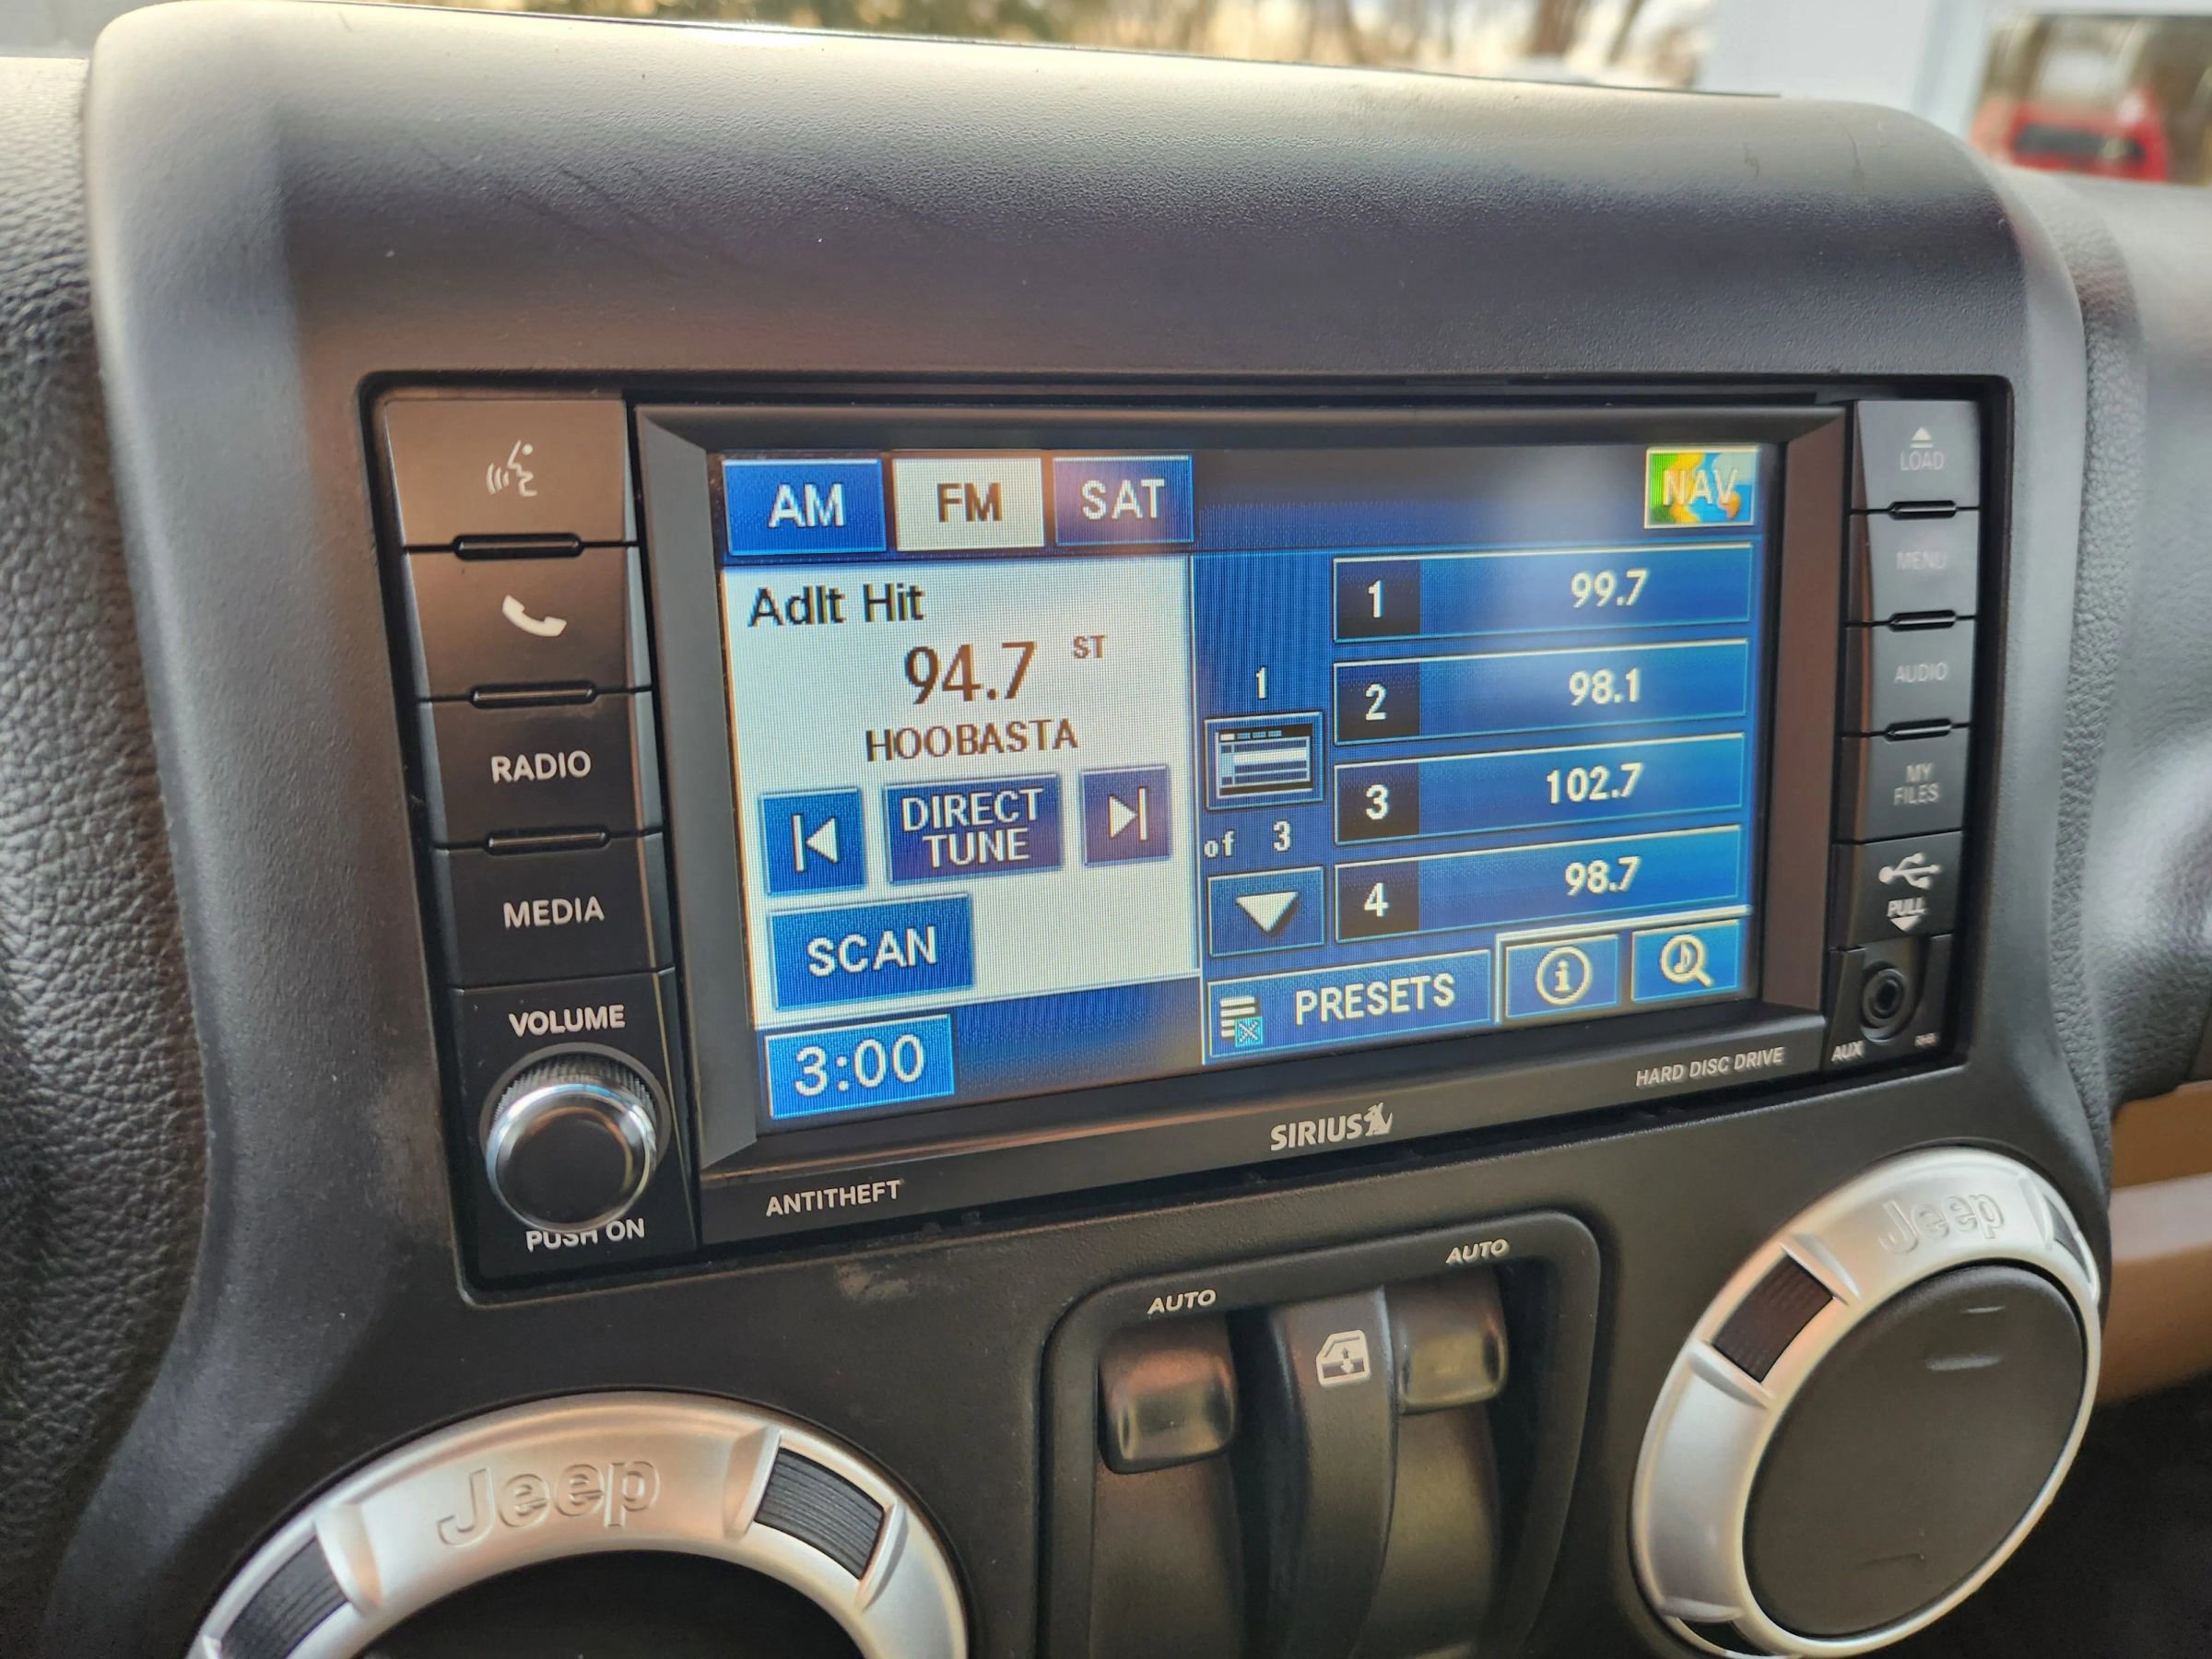 AM FM SAT NAV
Adlt Hit
94.7 ST
HOOBASTA
DIRECT
TUNE
SCAN
3:00
1
of 3
1 99.7
2 98.1
3 102.7
4 98.7
PRESETS
RADIO
MEDIA
VOLUME
PUSH ON
LOAD
MENU
AUDIO
MY
FILES
PULL
AUX
HARD DISC DRIVE
SIRIUS
ANTITHEFT
AUTO
AUTO
Jeep
Jeep